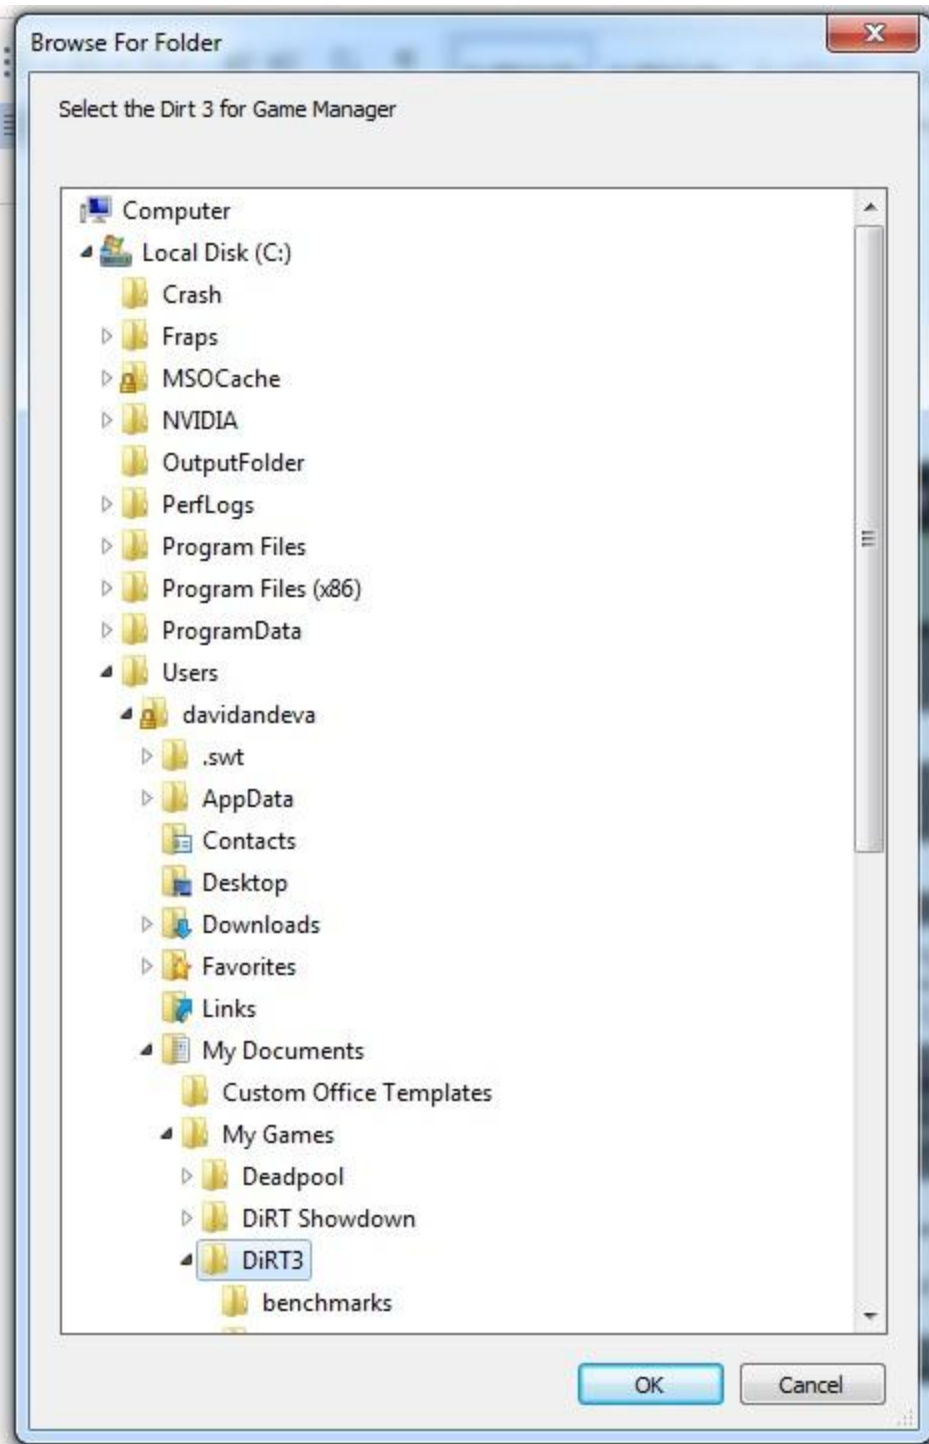 Browse For Folder
Select the Dirt 3 for Game Manager
Computer
Local Disk (C:)
Crash
Fraps
MSOCache
NVIDIA
OutputFolder
PerfLogs
Program Files
Program Files (x86)
ProgramData
Users
davidandeva
.swt
AppData
Contacts
Desktop
Downloads
Favorites
Links
My Documents
Custom Office Templates
My Games
Deadpool
DiRT Showdown
DiRT3
benchmarks
OK
Cancel